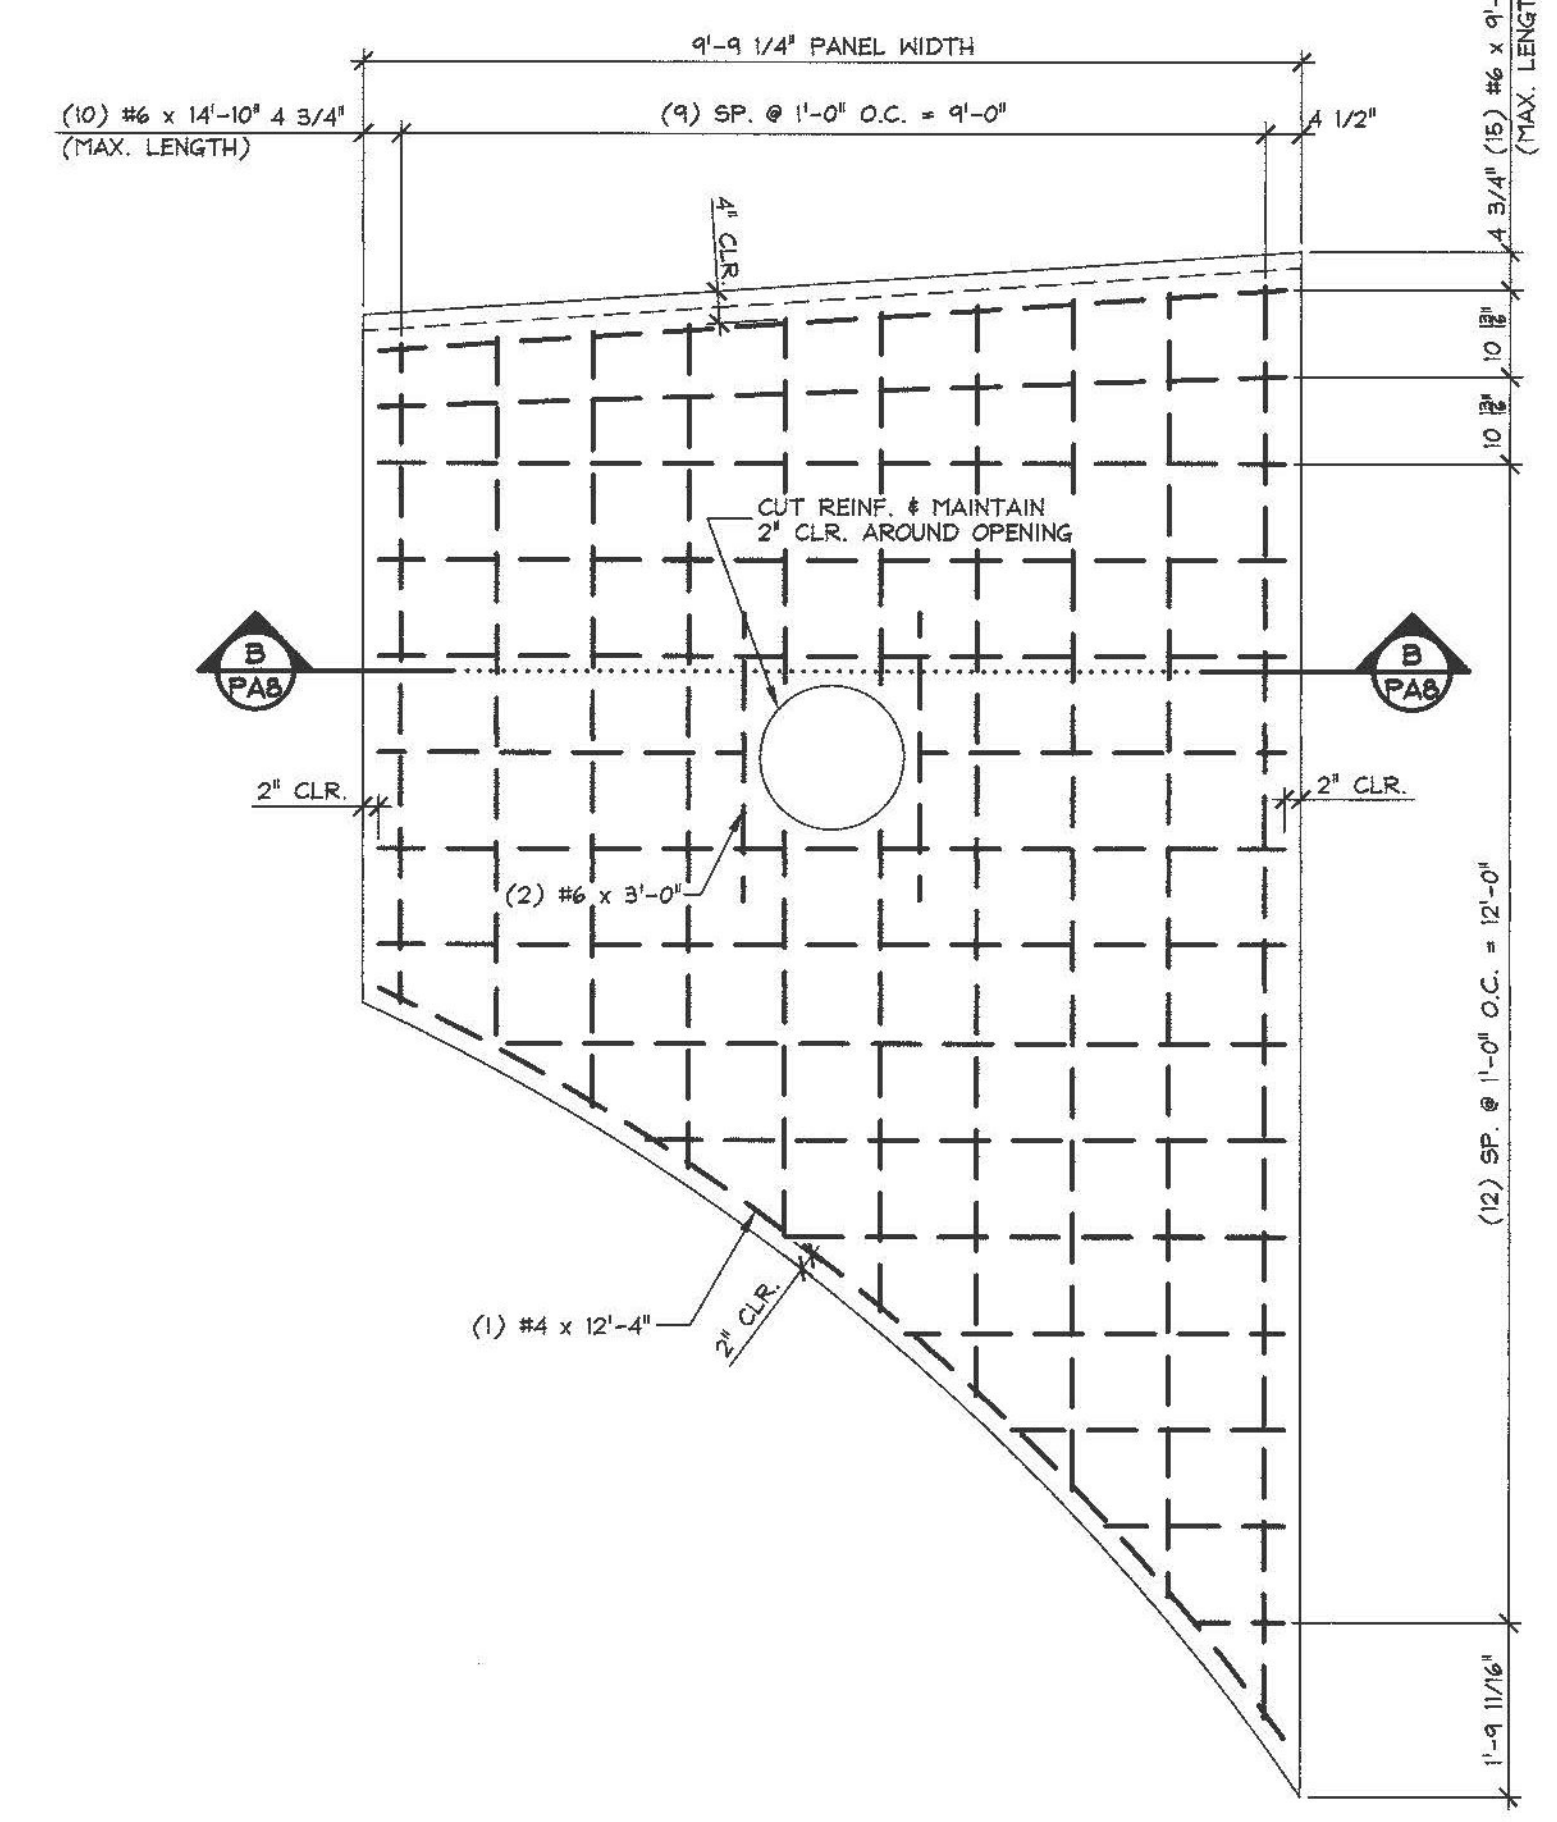 9'-9 1/4" PANEL WIDTH
(10) #6 x 14'-10" 4 3/4"
(MAX. LENGTH)
(9) SP. @ 1'-0" O.C. = 9'-0"
4 1/2"
4 3/4" (15) #6 x 9'-
(MAX. LENGT
4" CLR.
10 13/16"
10 13/16"
CUT REINF. & MAINTAIN
2" CLR. AROUND OPENING
B
PA8
B
PA8
2" CLR.
2" CLR.
(2) #6 x 3'-0"
(12) SP. @ 1'-0" O.C. = 12'-0"
(1) #4 x 12'-4"
2" CLR.
1'-9 11/16"